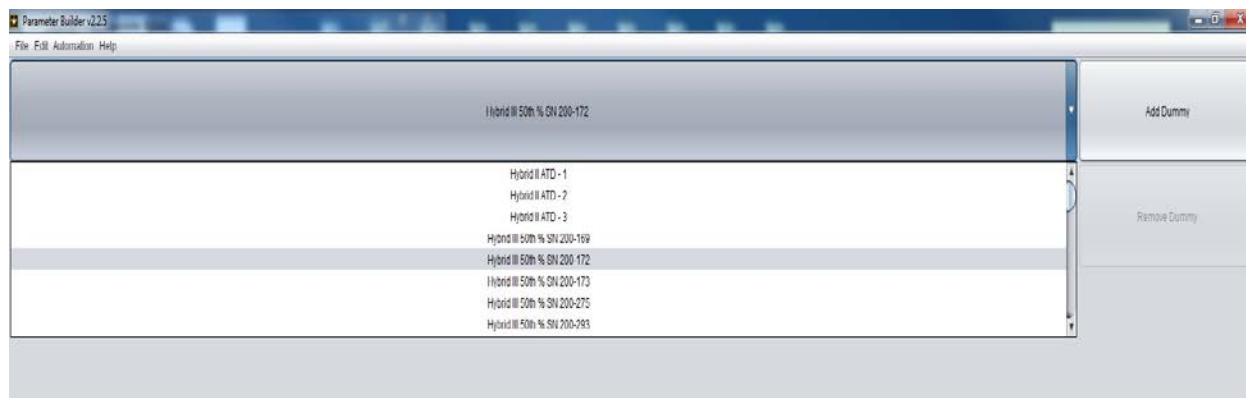 Parameter Builder v2.2.5
File Edit Automation Help
Hybrid III 50th % SN 200-172
Add Dummy
Hybrid II ATD - 1
Hybrid II ATD - 2
Hybrid II ATD - 3
Remove Dummy
Hybrid III 50th % SN 200-169
Hybrid III 50th % SN 200-172
Hybrid III 50th % SN 200-173
Hybrid III 50th % SN 200-275
Hybrid III 50th % SN 200-293